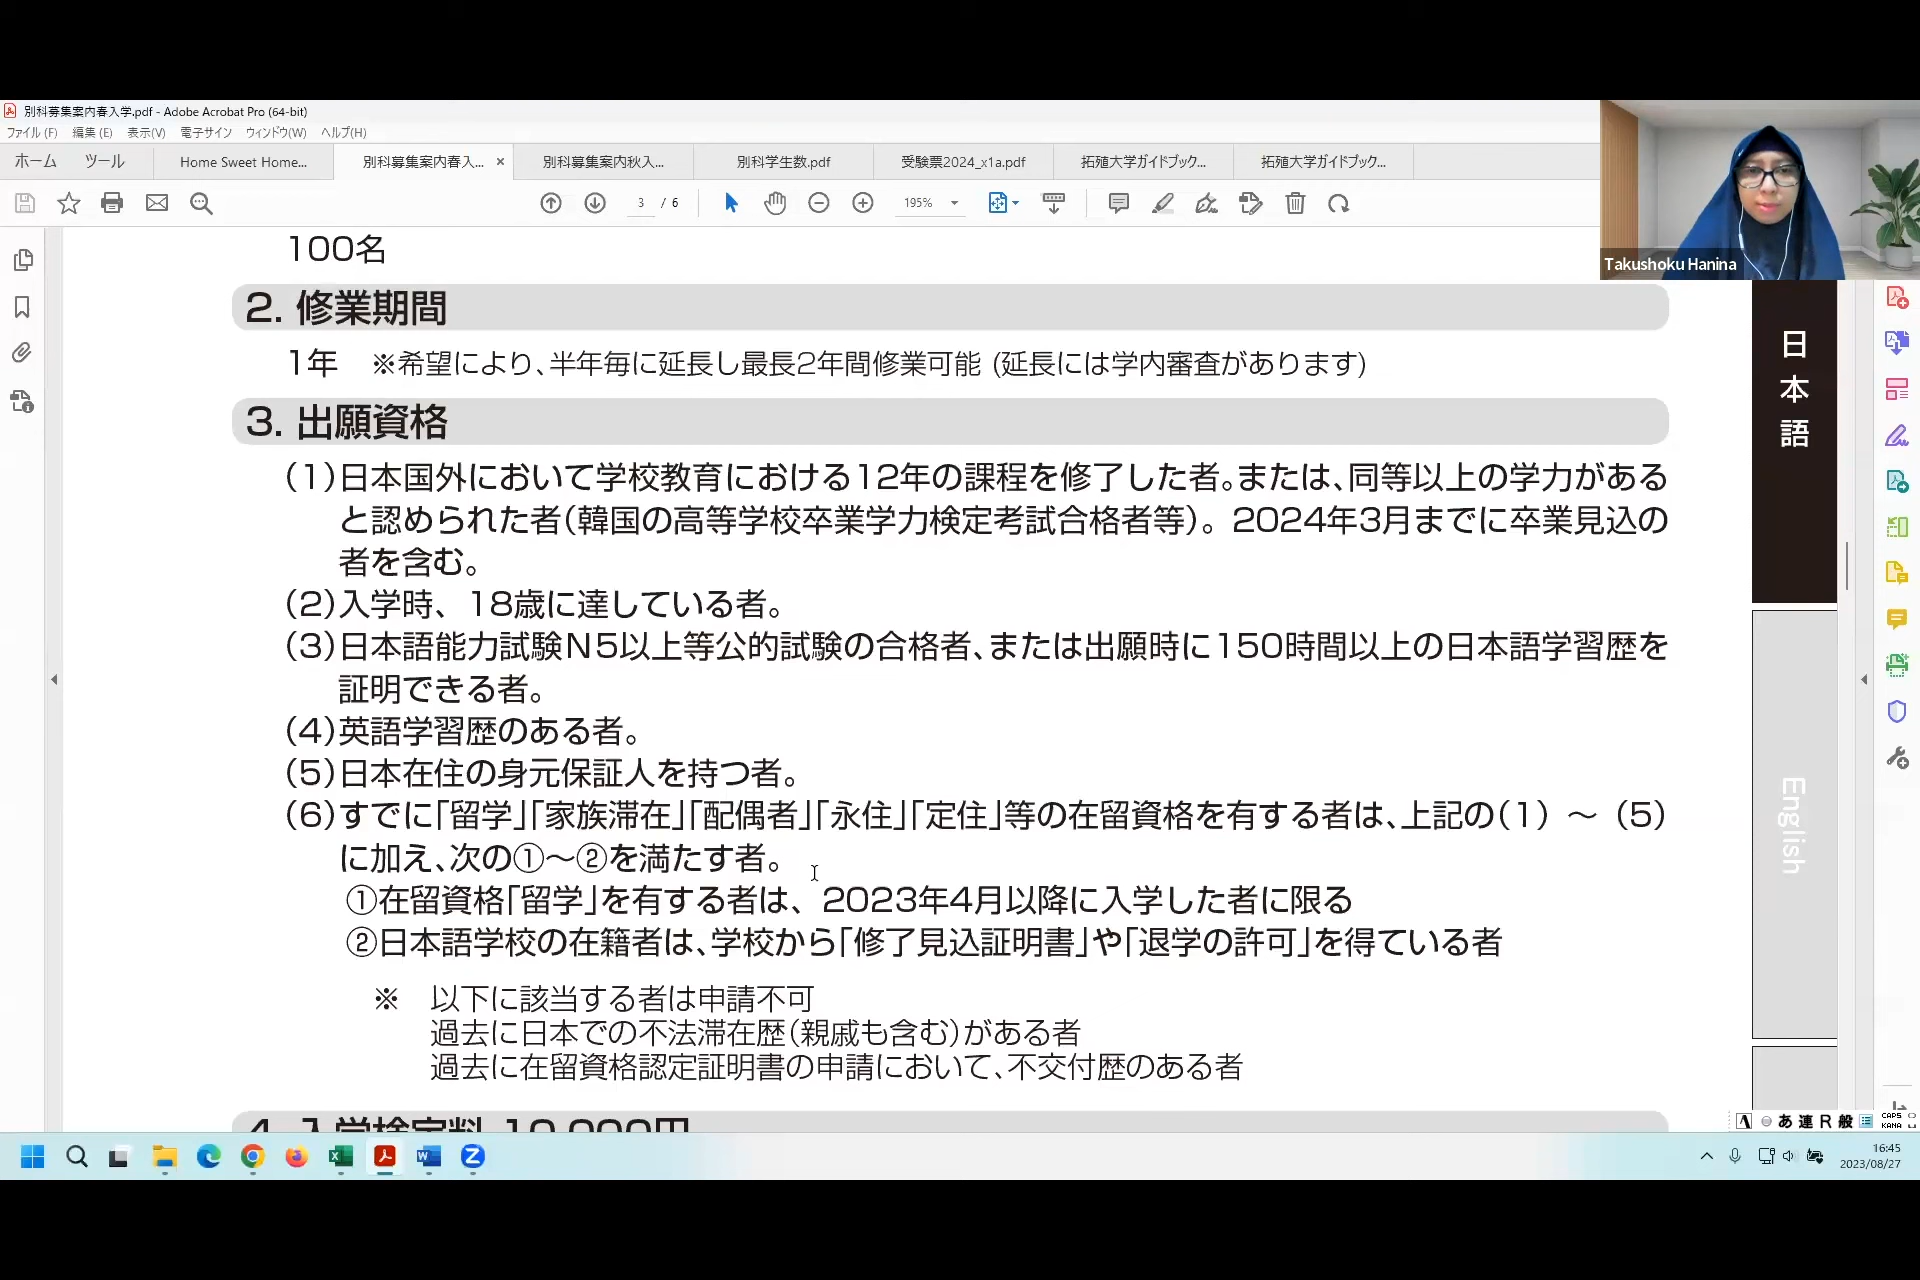 別科募集案内春入学.pdf - Adobe Acrobat Pro (64-bit)
ファイル(F) 編集(E) 表示(V) 電子サイン ウィンドウ(W) ヘルプ(H)
ホーム ツール Home Sweet Home... 別科募集案内春入... × 別科募集案内秋入... 別科学生数.pdf 受験票2024_x1a.pdf 拓殖大学ガイドブック... 拓殖大学ガイドブック...
3 / 6 195%
Takushoku Hanina
100名
2. 修業期間
1年 ※希望により、半年毎に延長し最長2年間修業可能 (延長には学内審査があります)
3. 出願資格
(1)日本国外において学校教育における12年の課程を修了した者。または、同等以上の学力がある
と認められた者(韓国の高等学校卒業学力検定考試合格者等)。2024年3月までに卒業見込の
者を含む。
(2)入学時、18歳に達している者。
(3)日本語能力試験N5以上等公的試験の合格者、または出願時に150時間以上の日本語学習歴を
証明できる者。
(4)英語学習歴のある者。
(5)日本在住の身元保証人を持つ者。
(6)すでに「留学」「家族滞在」「配偶者」「永住」「定住」等の在留資格を有する者は、上記の(1)～(5)
に加え、次の①～②を満たす者。
①在留資格「留学」を有する者は、2023年4月以降に入学した者に限る
②日本語学校の在籍者は、学校から「修了見込証明書」や「退学の許可」を得ている者
※ 以下に該当する者は申請不可
過去に日本での不法滞在歴(親戚も含む)がある者
過去に在留資格認定証明書の申請において、不交付歴のある者
4. 入学検定料 10,000円
日本語
English
A あ 連 R 般 CAPS KANA
16:45
2023/08/27